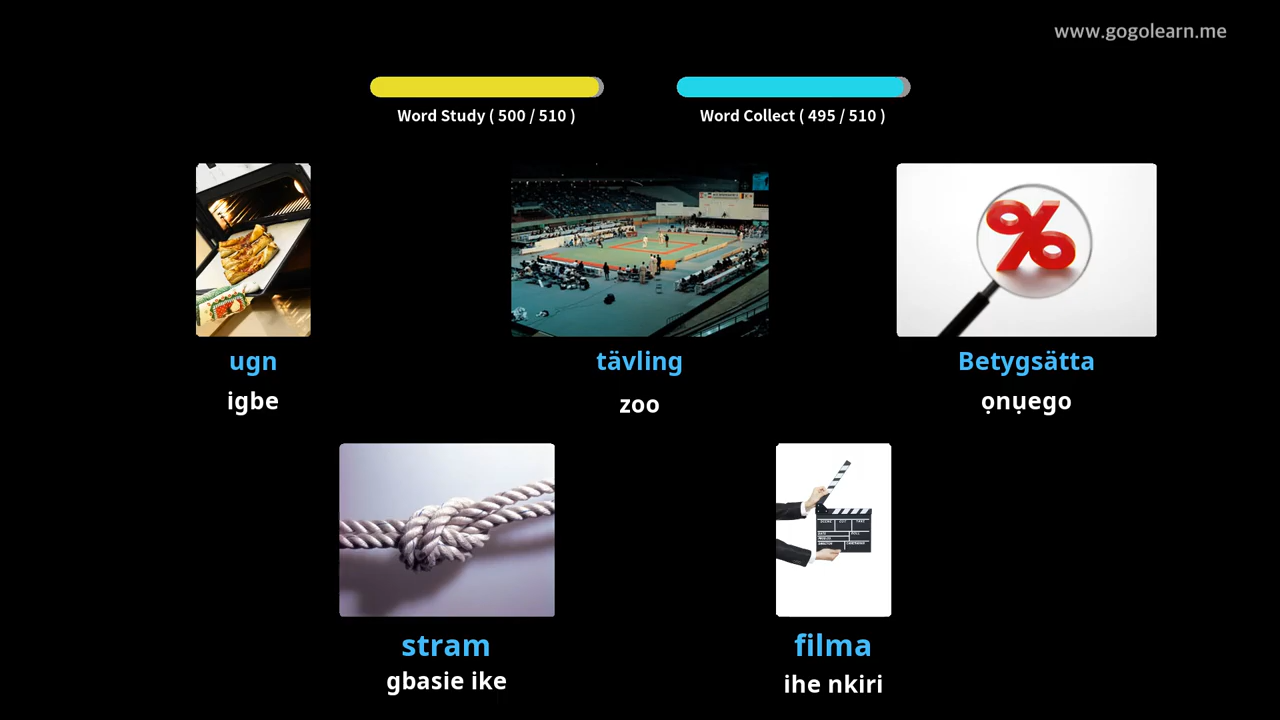 www.gogolearn.me
Word Study ( 500 / 510 )
Word Collect ( 495 / 510 )
ugn
igbe
tävling
zoo
Betygsätta
ọnụego
stram
gbasie ike
filma
ihe nkiri